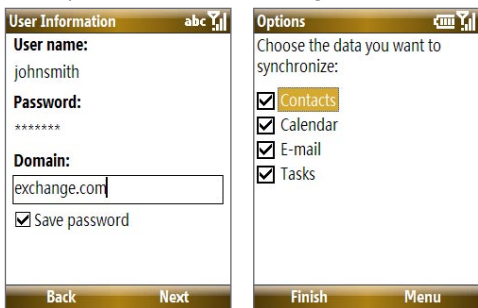 User Information abc
User name:
johnsmith
Password:
*******
Domain:
exchange.com
Save password
Back Next
Options
Choose the data you want to
synchronize:
Contacts
Calendar
E-mail
Tasks
Finish Menu